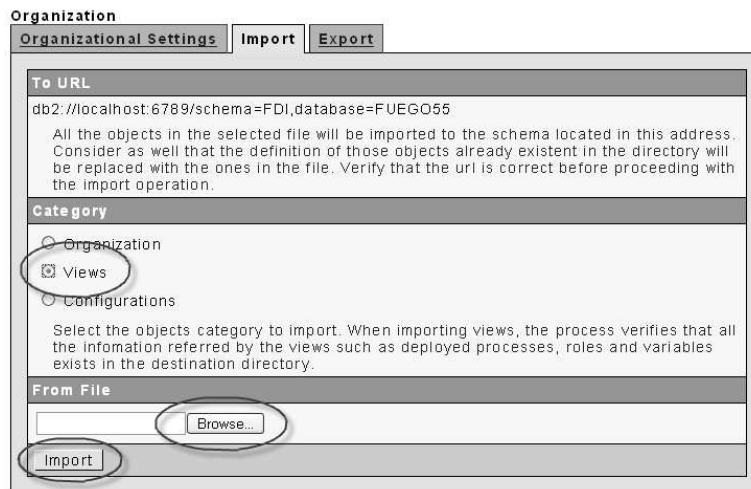 Organization
Organizational Settings Import Export
To URL
db2://localhost:6789/schema=FDI,database=FUEGO55
All the objects in the selected file will be imported to the schema located in this address.
Consider as well that the definition of those objects already existent in the directory will
be replaced with the ones in the file. Verify that the url is correct before proceeding with
the import operation.
Category
Organization
Views
Configurations
Select the objects category to import. When importing views, the process verifies that all
the infomation referred by the views such as deployed processes, roles and variables
exists in the destination directory.
From File
Browse...
Import